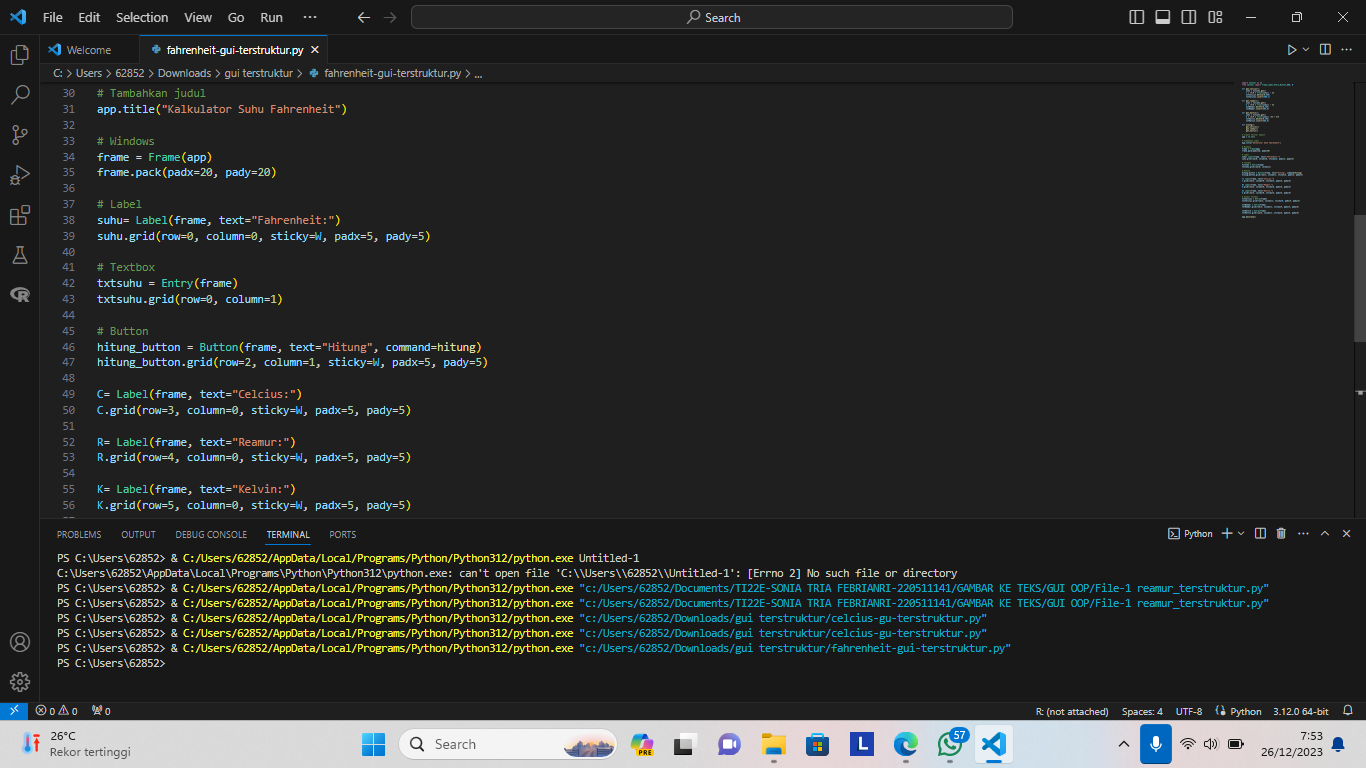 File Edit Selection View Go Run ··· Search
Welcome fahrenheit-gui-terstruktur.py
C: > Users > 62852 > Downloads > gui terstruktur > fahrenheit-gui-terstruktur.py > ...
30 # Tambahkan judul
31 app.title("Kalkulator Suhu Fahrenheit")
32
33 # Windows
34 frame = Frame(app)
35 frame.pack(padx=20, pady=20)
36
37 # Label
38 suhu= Label(frame, text="Fahrenheit:")
39 suhu.grid(row=0, column=0, sticky=W, padx=5, pady=5)
40
41 # Textbox
42 txtsuhu = Entry(frame)
43 txtsuhu.grid(row=0, column=1)
44
45 # Button
46 hitung_button = Button(frame, text="Hitung", command=hitung)
47 hitung_button.grid(row=2, column=1, sticky=W, padx=5, pady=5)
48
49 C= Label(frame, text="Celcius:")
50 C.grid(row=3, column=0, sticky=W, padx=5, pady=5)
51
52 R= Label(frame, text="Reamur:")
53 R.grid(row=4, column=0, sticky=W, padx=5, pady=5)
54
55 K= Label(frame, text="Kelvin:")
56 K.grid(row=5, column=0, sticky=W, padx=5, pady=5)
PROBLEMS OUTPUT DEBUG CONSOLE TERMINAL PORTS Python
PS C:\Users\62852> & C:/Users/62852/AppData/Local/Programs/Python/Python312/python.exe Untitled-1
C:\Users\62852\AppData\Local\Programs\Python\Python312\python.exe: can't open file 'C:\\Users\\62852\\Untitled-1': [Errno 2] No such file or directory
PS C:\Users\62852> & C:/Users/62852/AppData/Local/Programs/Python/Python312/python.exe "c:/Users/62852/Documents/TI22E-SONIA TRIA FEBRIANRI-220511141/GAMBAR KE TEKS/GUI OOP/File-1 reamur_terstruktur.py"
PS C:\Users\62852> & C:/Users/62852/AppData/Local/Programs/Python/Python312/python.exe "c:/Users/62852/Documents/TI22E-SONIA TRIA FEBRIANRI-220511141/GAMBAR KE TEKS/GUI OOP/File-1 reamur_terstruktur.py"
PS C:\Users\62852> & C:/Users/62852/AppData/Local/Programs/Python/Python312/python.exe "c:/Users/62852/Downloads/gui terstruktur/celcius-gu-terstruktur.py"
PS C:\Users\62852> & C:/Users/62852/AppData/Local/Programs/Python/Python312/python.exe "c:/Users/62852/Downloads/gui terstruktur/celcius-gu-terstruktur.py"
PS C:\Users\62852> & C:/Users/62852/AppData/Local/Programs/Python/Python312/python.exe "c:/Users/62852/Downloads/gui terstruktur/fahrenheit-gui-terstruktur.py"
PS C:\Users\62852>
0 0 0 R: (not attached) Spaces: 4 UTF-8 Python 3.12.0 64-bit
26°C
Rekor tertinggi
Search
PRE
L
57
7:53
26/12/2023